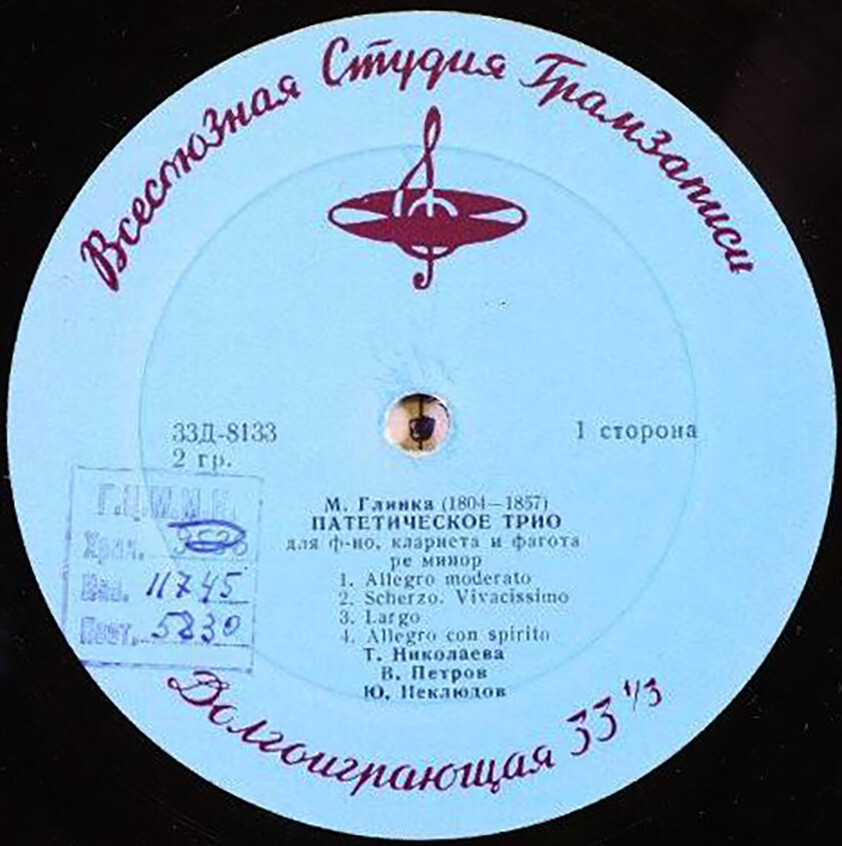 Всесоюзная Студия Грамзаписи
33Д-8133
2 гр.
1 сторона
М. Глинка (1804—1857)
ПАТЕТИЧЕСКОЕ ТРИО
для ф-но, кларнета и фагота
ре минор
1. Allegro moderato
2. Scherzo. Vivacissimo
3. Largo
4. Allegro con spirito
Т. Николаева
В. Петров
Ю. Неклюдов
Г.Ц.М.М.К.
Хран.
Инв. 11745
Пост. 5830
Долгоиграющая 33 1/3